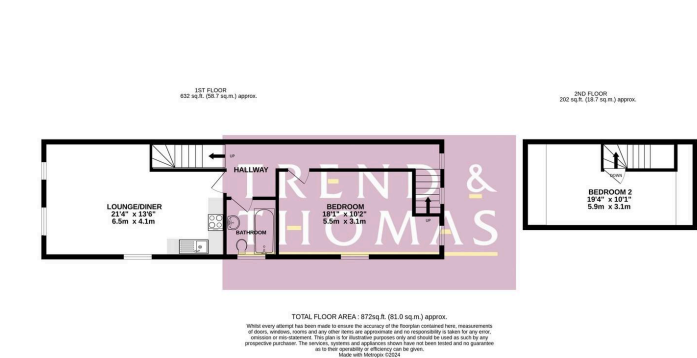 1ST FLOOR
632 sq.ft. (58.7 sq.m.) approx.
2ND FLOOR
202 sq.ft. (18.7 sq.m.) approx.
UP
HALLWAY
TREND &
THOMAS
LOUNGE/DINER
21'4" x 13'6"
6.5m x 4.1m
BATHROOM
BEDROOM
18'1" x 10'2"
5.5m x 3.1m
UP
DOWN
BEDROOM 2
19'4" x 10'1"
5.9m x 3.1m
TOTAL FLOOR AREA : 872sq.ft. (81.0 sq.m.) approx.
Whilst every attempt has been made to ensure the accuracy of the floorplan contained here, measurements
of doors, windows, rooms and any other items are approximate and no responsibility is taken for any error,
omission or mis-statement. This plan is for illustrative purposes only and should be used as such by any
prospective purchaser. The services, systems and appliances shown have not been tested and no guarantee
as to their operability or efficiency can be given.
Made with Metropix ©2024